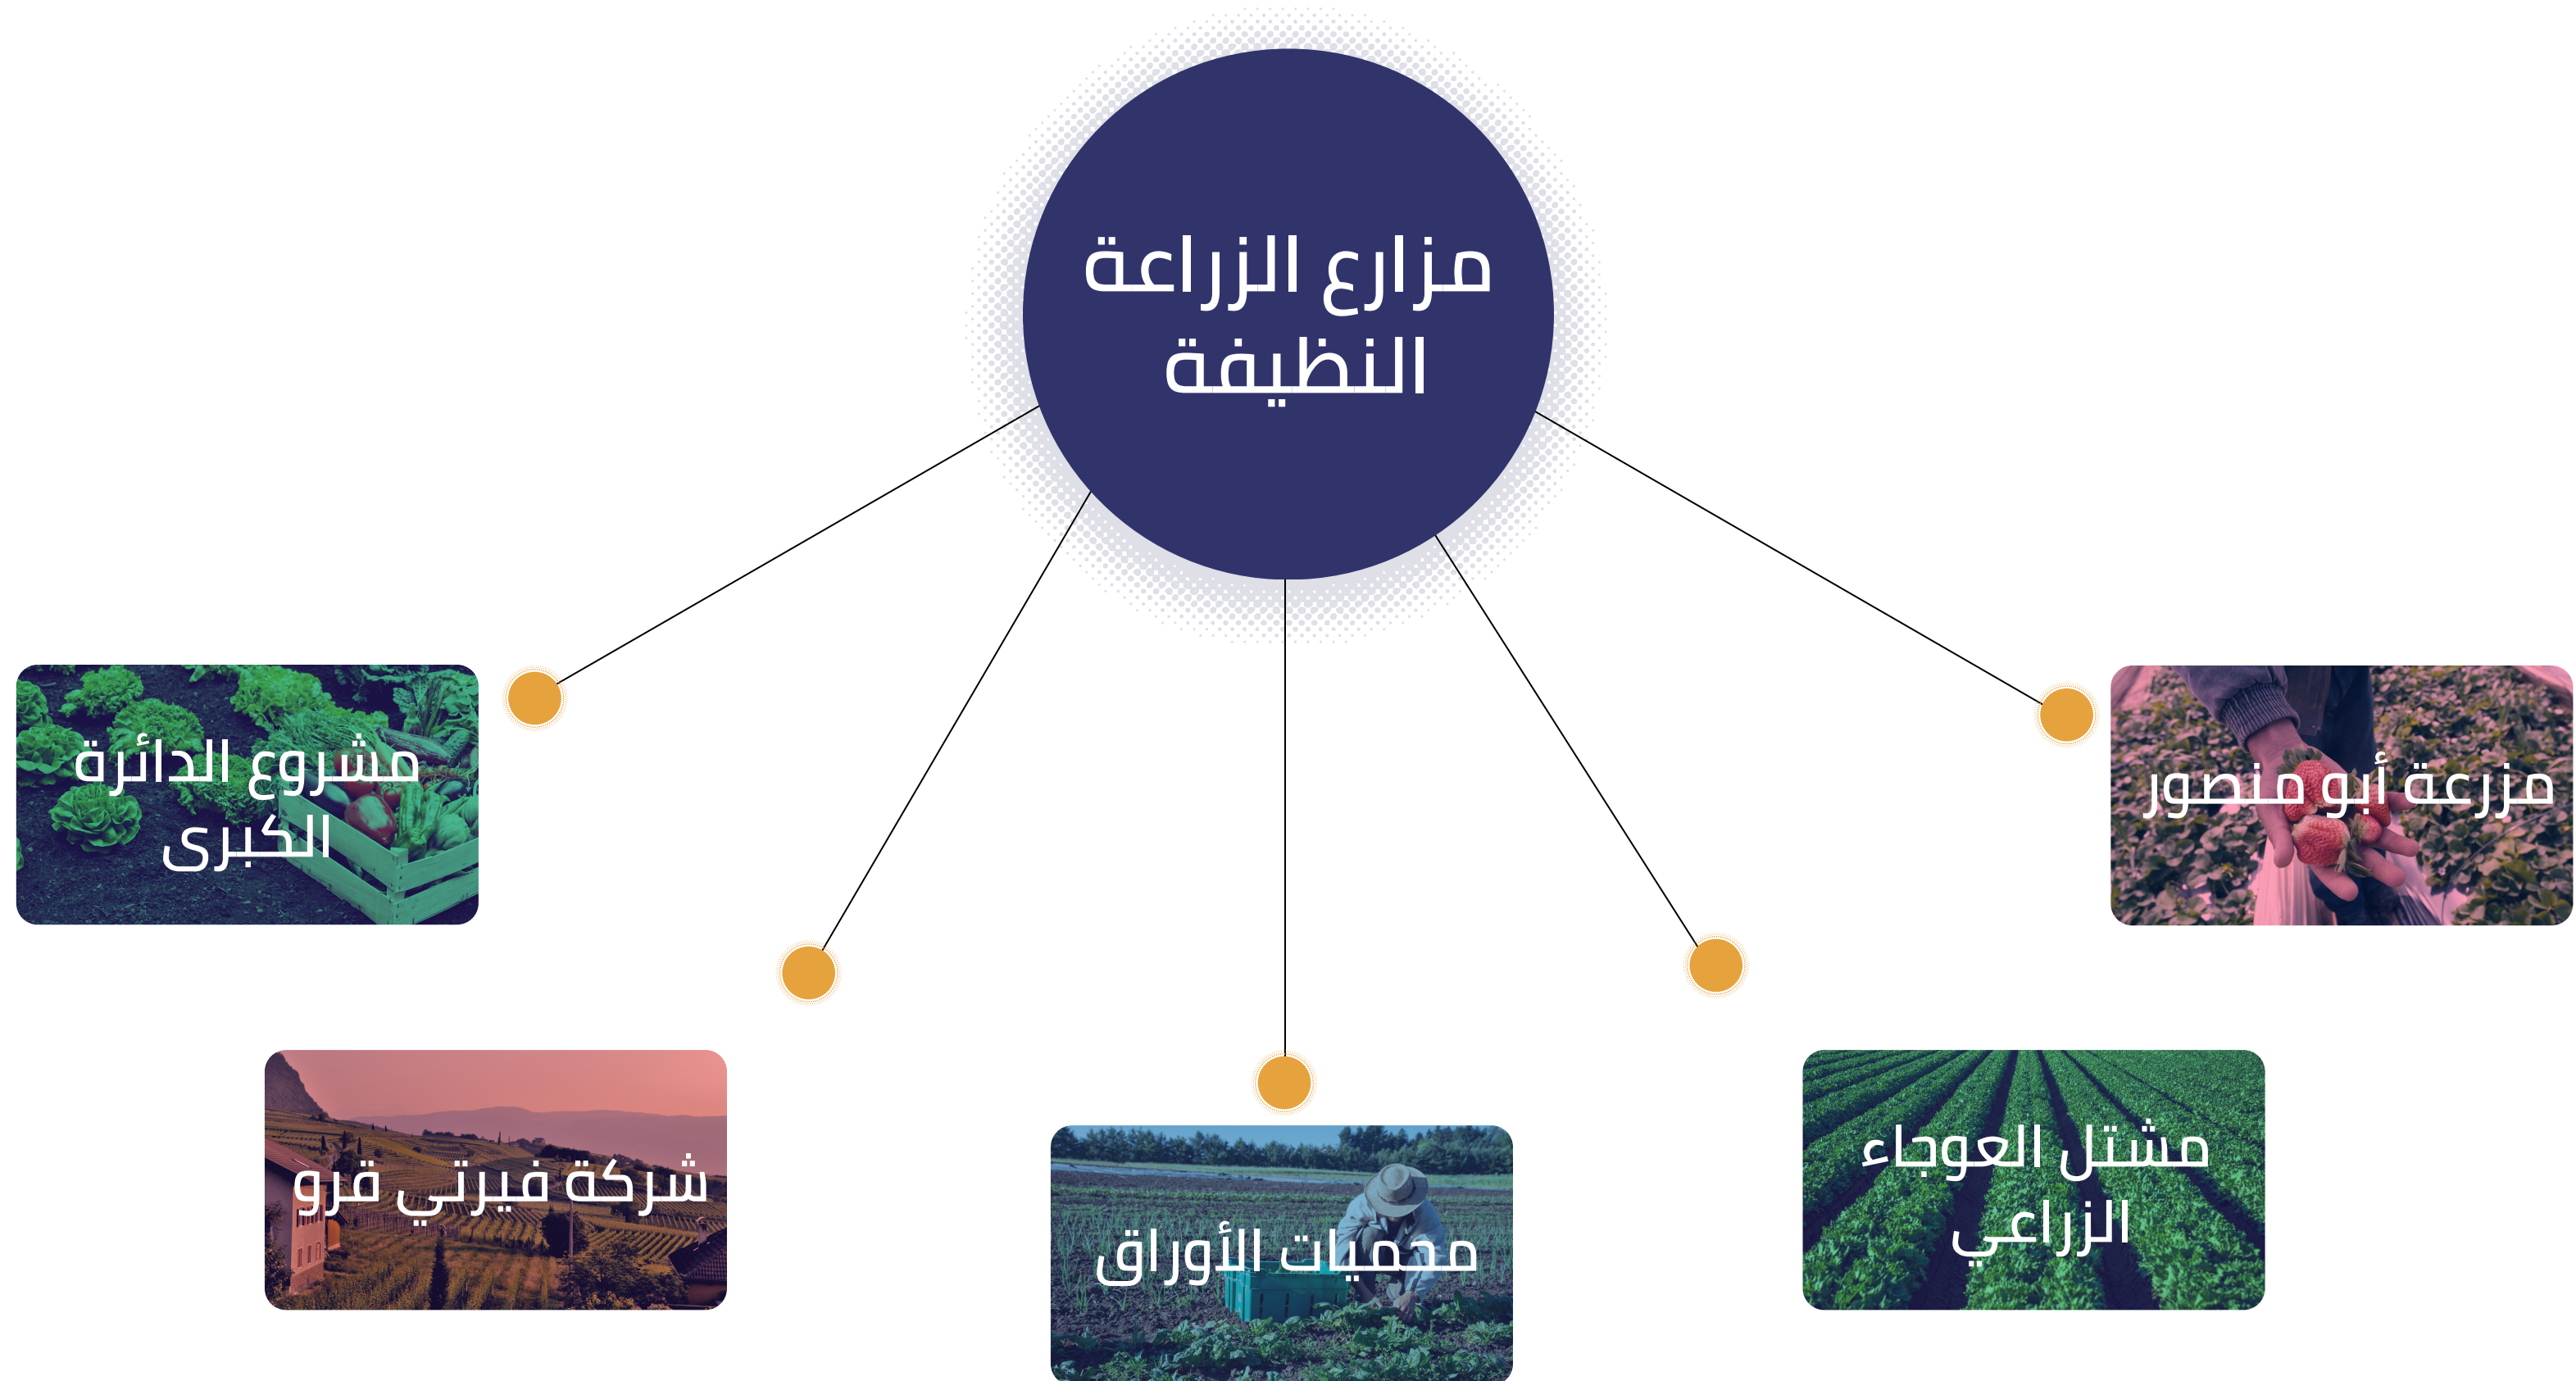 مزارع الزراعة
النظيفة
مزرعة أبو منصور
مشتل العوجاء
الزراعي
محميات الأوراق
شركة فيرتي قرو
مشروع الدائرة
الكبرى